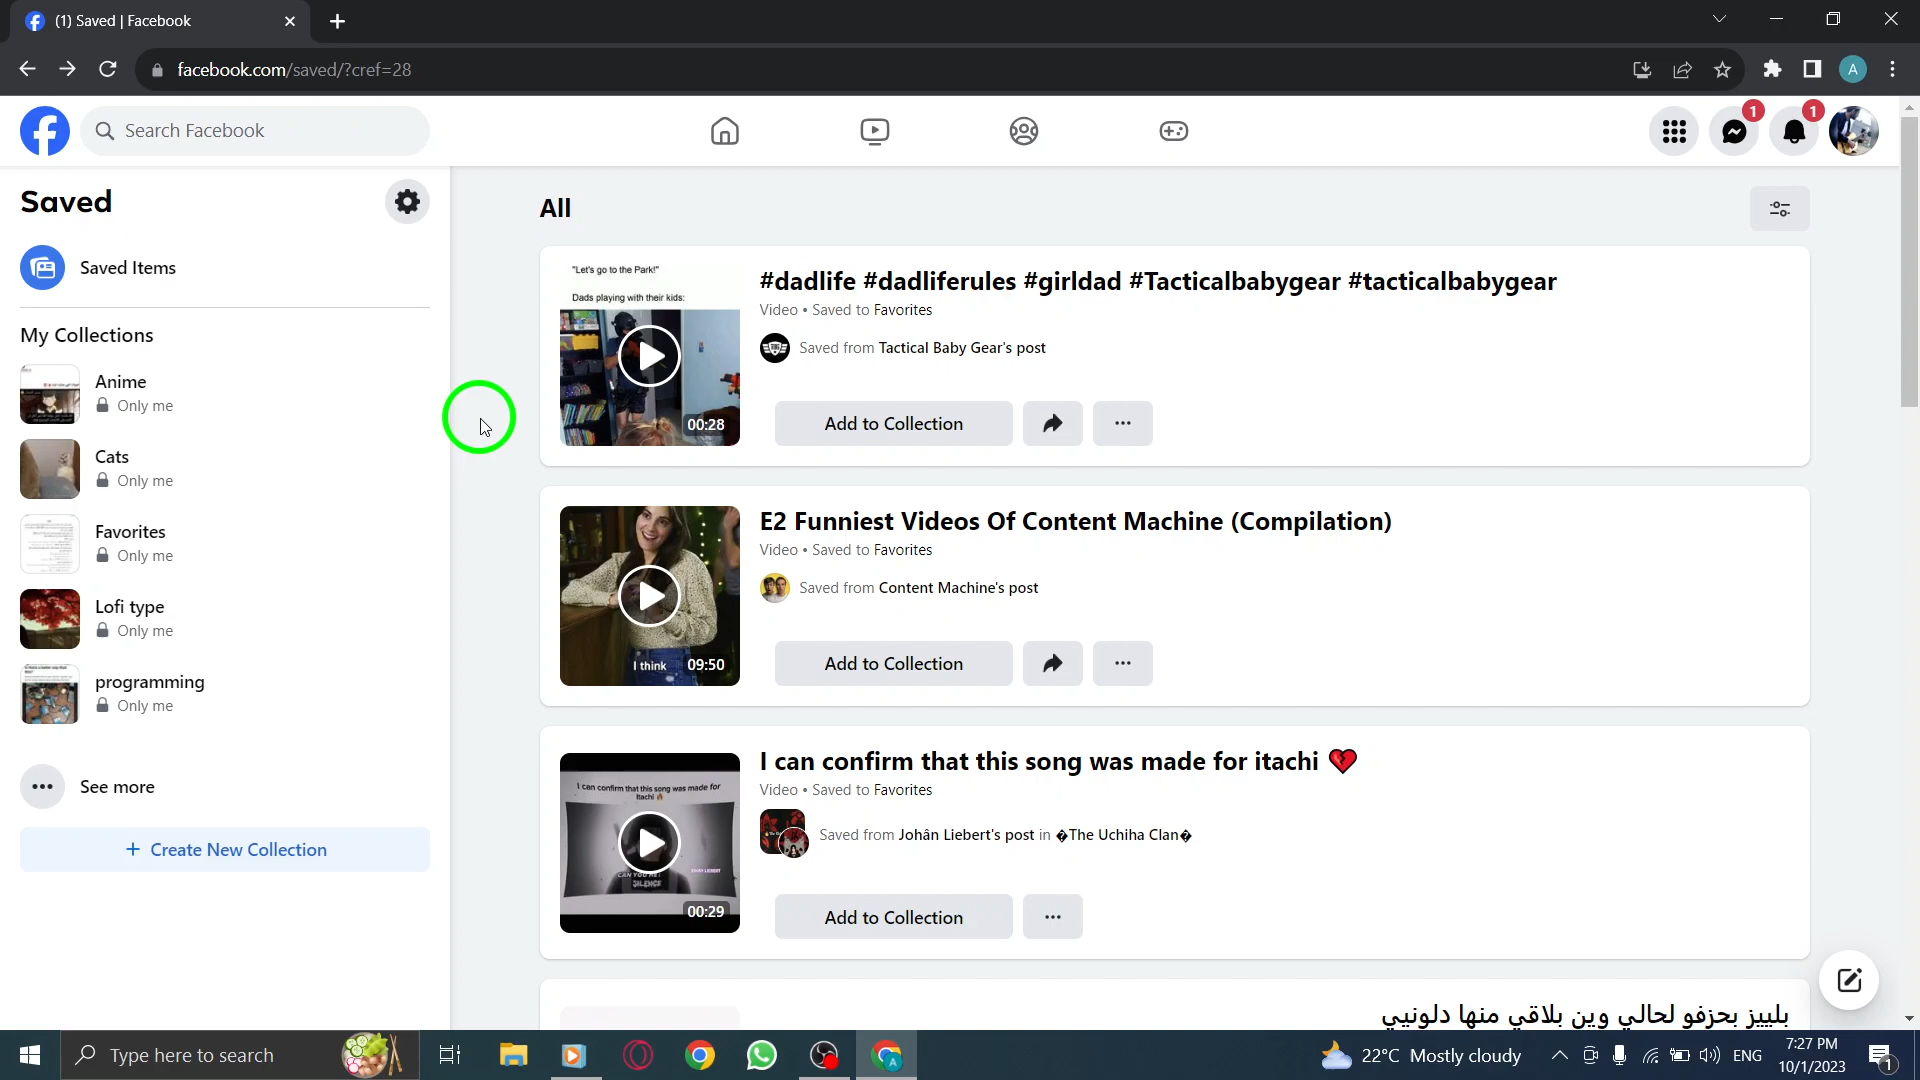 (1) Saved | Facebook
facebook.com/saved/?cref=28
A
Search Facebook
1
1
Saved
Saved Items
My Collections
Anime
Only me
Cats
Only me
Favorites
Only me
Lofi type
Only me
programming
Only me
See more
+ Create New Collection
All
"Let's go to the Park!"
Dads playing with their kids:
00:28
#dadlife #dadliferules #girldad #Tacticalbabygear #tacticalbabygear
Video • Saved to Favorites
Saved from Tactical Baby Gear's post
Add to Collection
I think
09:50
E2 Funniest Videos Of Content Machine (Compilation)
Video • Saved to Favorites
Saved from Content Machine's post
Add to Collection
I can confirm that this song was made for
Itachi
SILENCE
00:29
I can confirm that this song was made for itachi 💔
Video • Saved to Favorites
Saved from Johân Liebert's post in �The Uchiha Clan�
Add to Collection
بلييز بحزفو لحالي وين بلاقي منها دلونيي
Type here to search
22°C Mostly cloudy
ENG
7:27 PM
10/1/2023
1